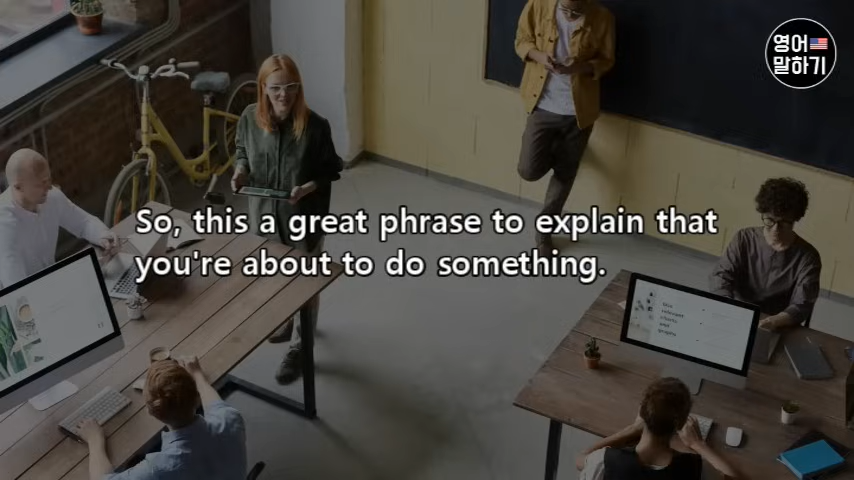 영어
말하기
So, this a great phrase to explain that
you're about to do something.